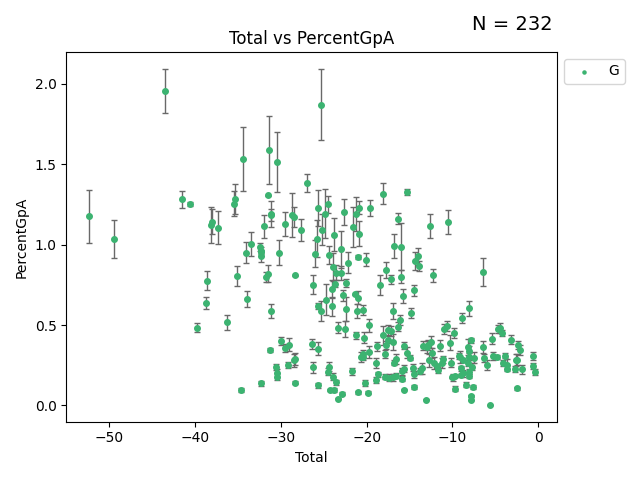 N = 232
Total vs PercentGpA
G
PercentGpA
2.0
1.5
1.0
0.5
0.0
−50 −40 −30 −20 −10 0
Total